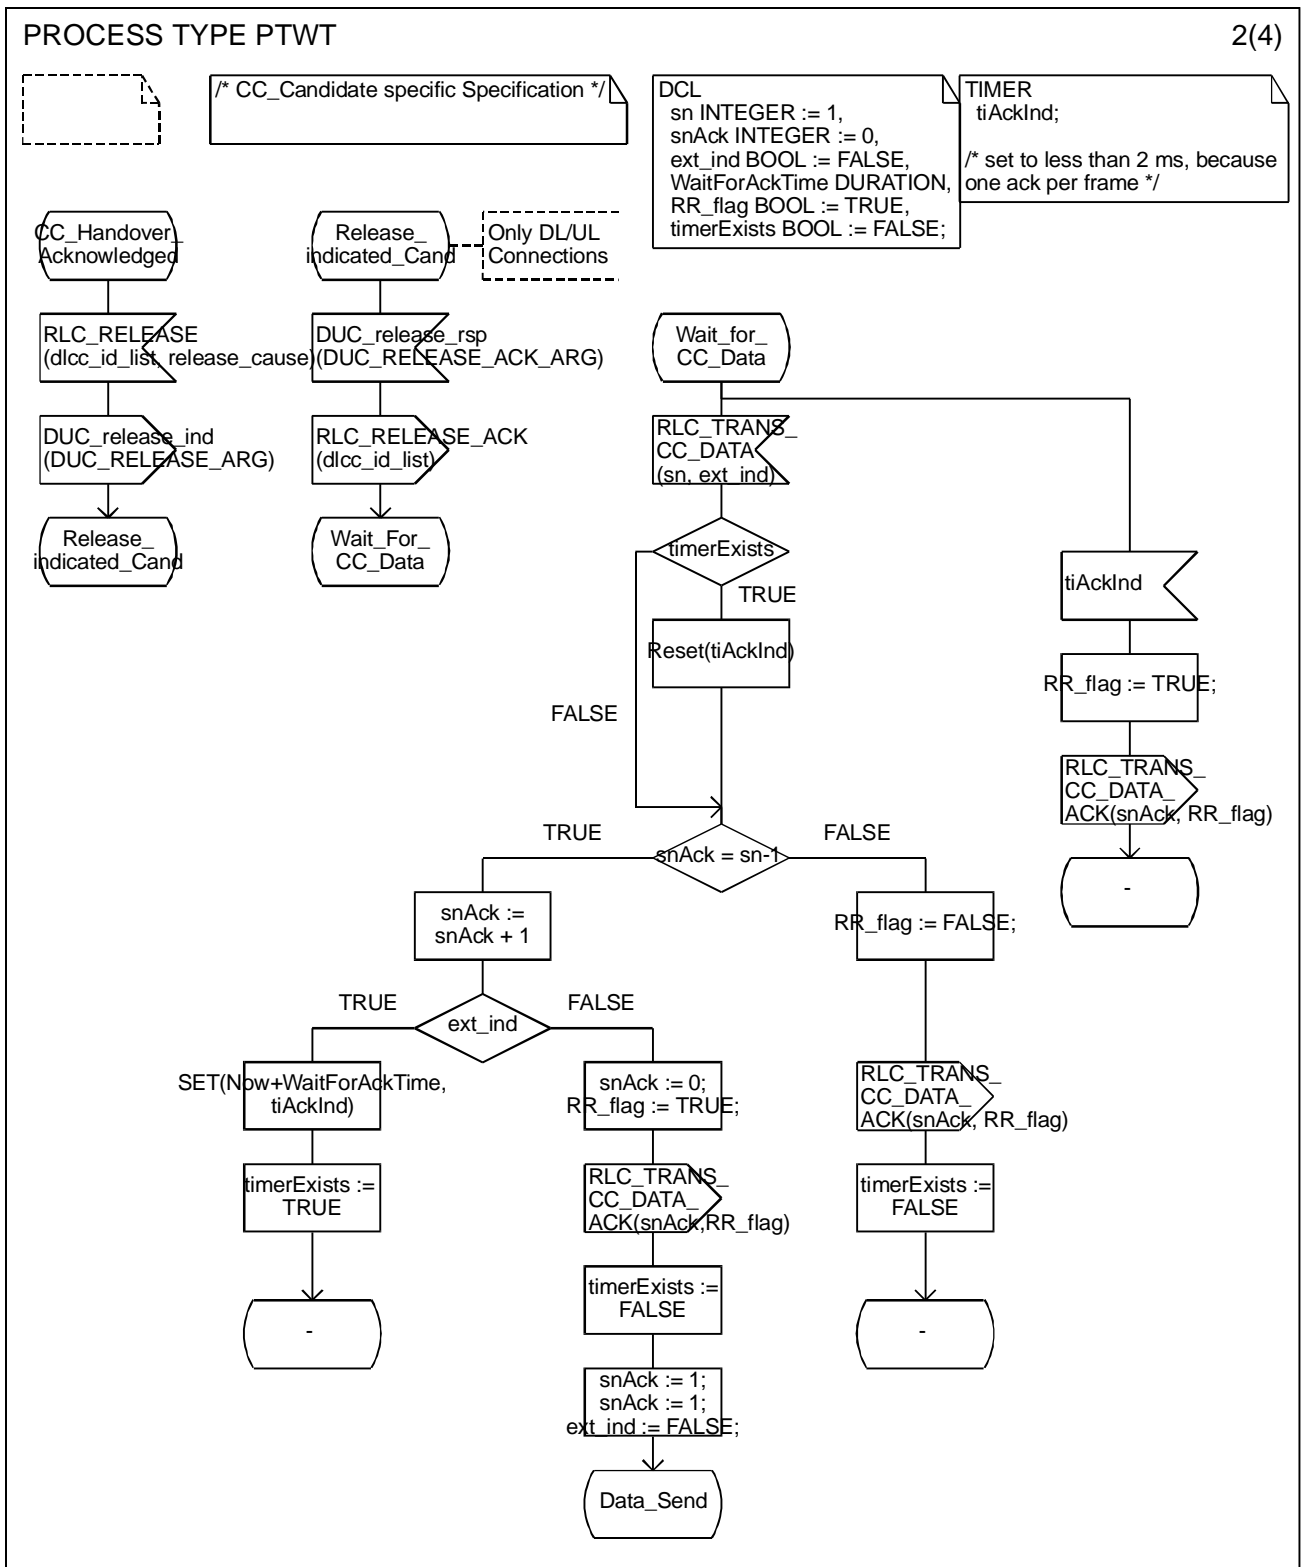 PROCESS TYPE PTWT
2(4)
/* CC_Candidate specific Specification */
DCL
sn INTEGER := 1,
snAck INTEGER := 0,
ext_ind BOOL := FALSE,
WaitForAckTime DURATION,
RR_flag BOOL := TRUE,
timerExists BOOL := FALSE;
TIMER
tiAckInd;
/* set to less than 2 ms, because
one ack per frame */
CC_Handover_
Acknowledged
RLC_RELEASE
(dlcc_id_list, release_cause)
DUC_release_ind
(DUC_RELEASE_ARG)
Release_
indicated_Cand
Release_
indicated_Cand
Only DL/UL
Connections
DUC_release_rsp
(DUC_RELEASE_ACK_ARG)
RLC_RELEASE_ACK
(dlcc_id_list)
Wait_For_
CC_Data
Wait_for_
CC_Data
RLC_TRANS_
CC_DATA
(sn, ext_ind)
timerExists
TRUE
Reset(tiAckInd)
FALSE
tiAckInd
RR_flag := TRUE;
RLC_TRANS_
CC_DATA_
ACK(snAck, RR_flag)
-
TRUE
snAck = sn-1
FALSE
snAck :=
snAck + 1
RR_flag := FALSE;
TRUE
ext_ind
FALSE
SET(Now+WaitForAckTime,
tiAckInd)
timerExists :=
TRUE
-
snAck := 0;
RR_flag := TRUE;
RLC_TRANS_
CC_DATA_
ACK(snAck,RR_flag)
timerExists :=
FALSE
snAck := 1;
snAck := 1;
ext_ind := FALSE;
Data_Send
RLC_TRANS_
CC_DATA_
ACK(snAck, RR_flag)
timerExists :=
FALSE
-